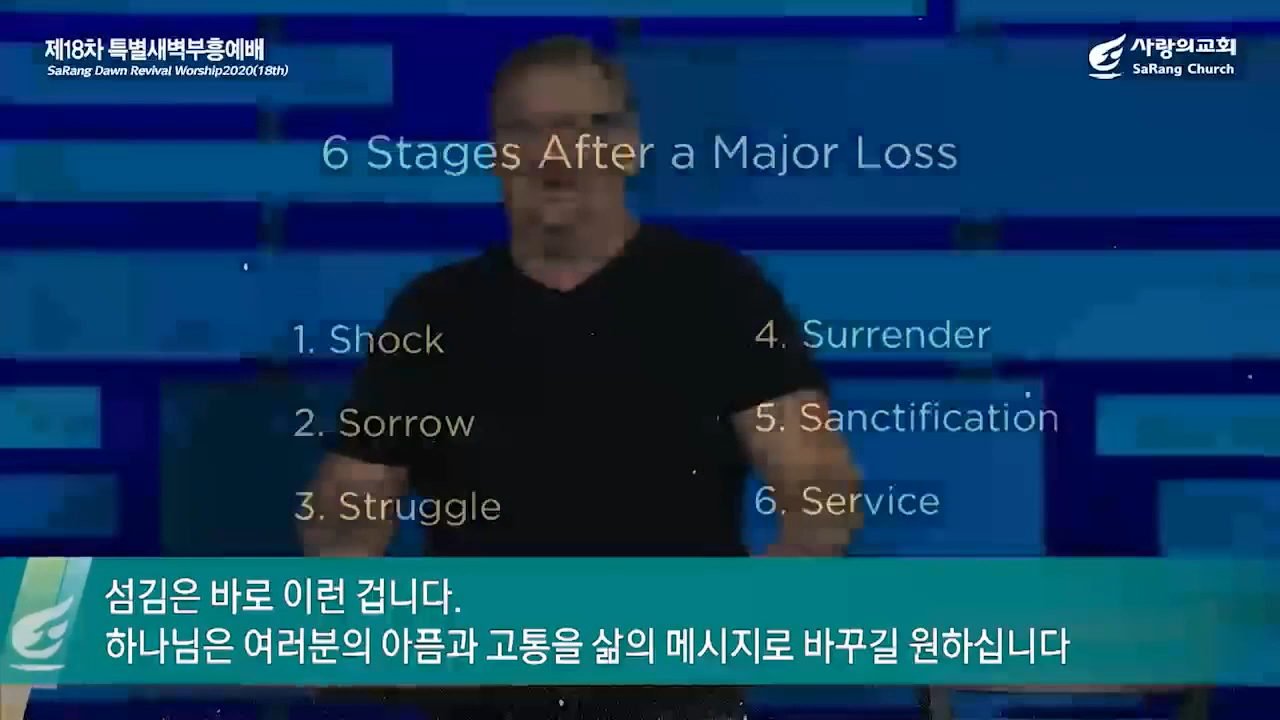 제18차 특별새벽부흥예배
SaRang Dawn Revival Worship2020(18th)
사랑의교회
SaRang Church
6 Stages After a Major Loss
1. Shock
2. Sorrow
3. Struggle
4. Surrender
5. Sanctification
6. Service
섬김은 바로 이런 겁니다.
하나님은 여러분의 아픔과 고통을 삶의 메시지로 바꾸길 원하십니다